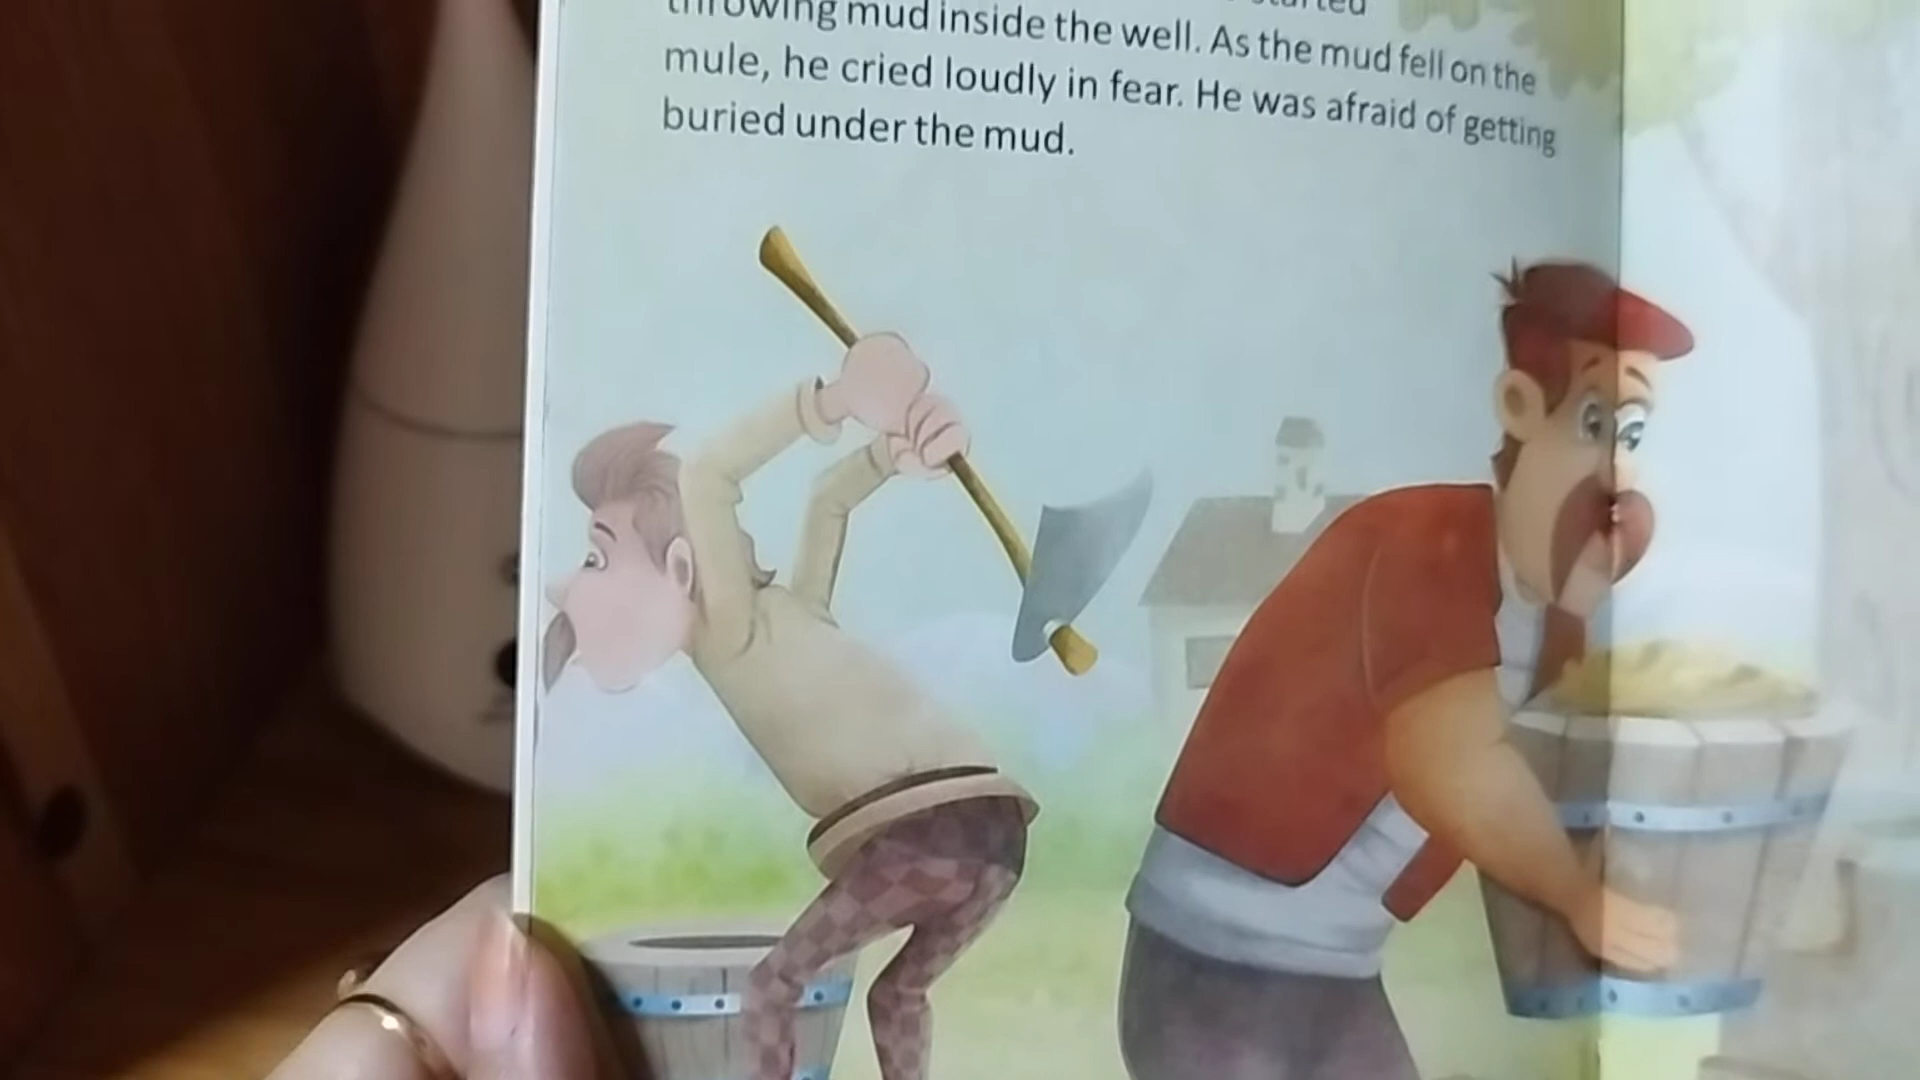 started
throwing mud inside the well. As the mud fell on the
mule, he cried loudly in fear. He was afraid of getting
buried under the mud.